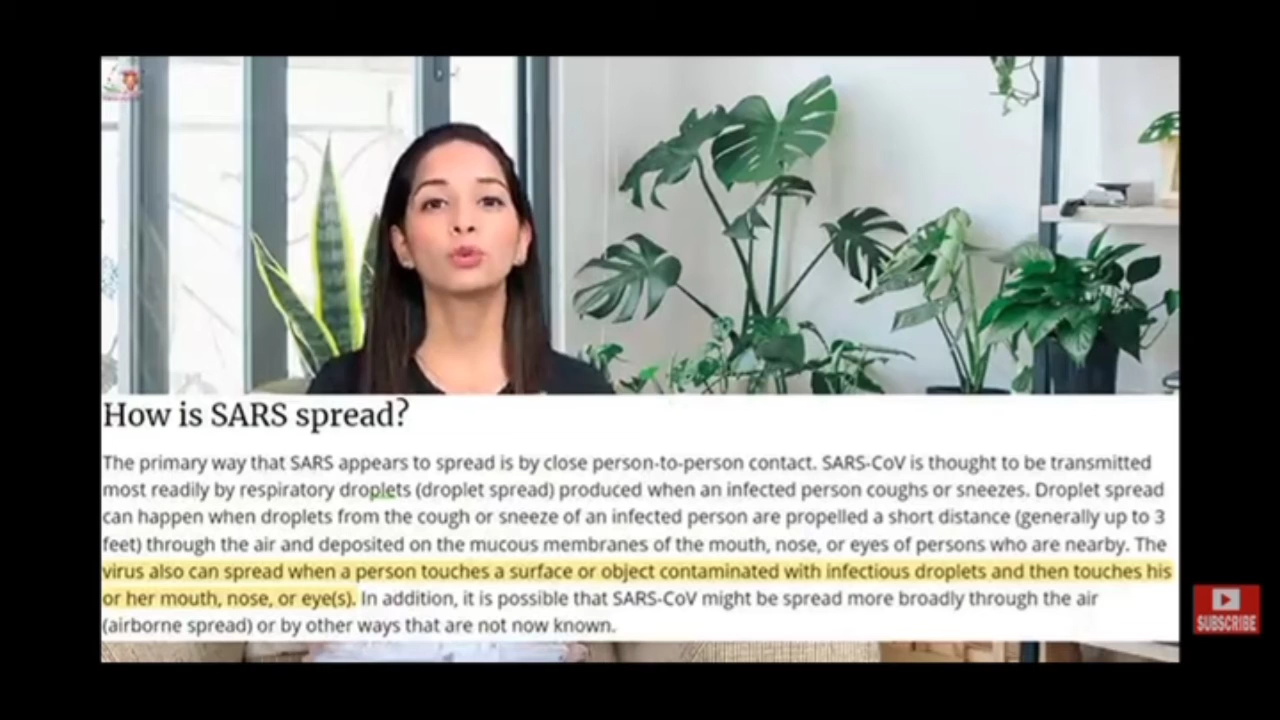 How is SARS spread?
The primary way that SARS appears to spread is by close person-to-person contact. SARS-CoV is thought to be transmitted
most readily by respiratory droplets (droplet spread) produced when an infected person coughs or sneezes. Droplet spread
can happen when droplets from the cough or sneeze of an infected person are propelled a short distance (generally up to 3
feet) through the air and deposited on the mucous membranes of the mouth, nose, or eyes of persons who are nearby. The
virus also can spread when a person touches a surface or object contaminated with infectious droplets and then touches his
or her mouth, nose, or eye(s). In addition, it is possible that SARS-CoV might be spread more broadly through the air
(airborne spread) or by other ways that are not now known.
SUBSCRIBE